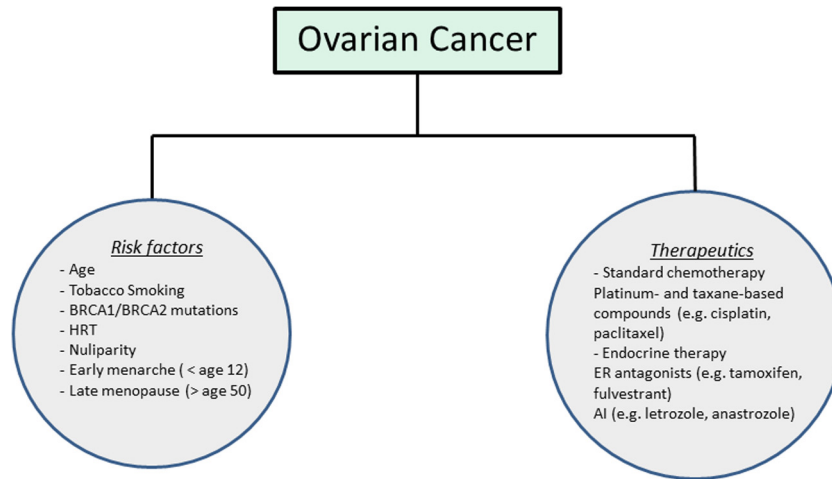 Ovarian Cancer
Risk factors
- Age
- Tobacco Smoking
- BRCA1/BRCA2 mutations
- HRT
- Nuliparity
- Early menarche ( < age 12)
- Late menopause (> age 50)
Therapeutics
- Standard chemotherapy
Platinum- and taxane-based
compounds (e.g. cisplatin,
paclitaxel)
- Endocrine therapy
ER antagonists (e.g. tamoxifen,
fulvestrant)
AI (e.g. letrozole, anastrozole)